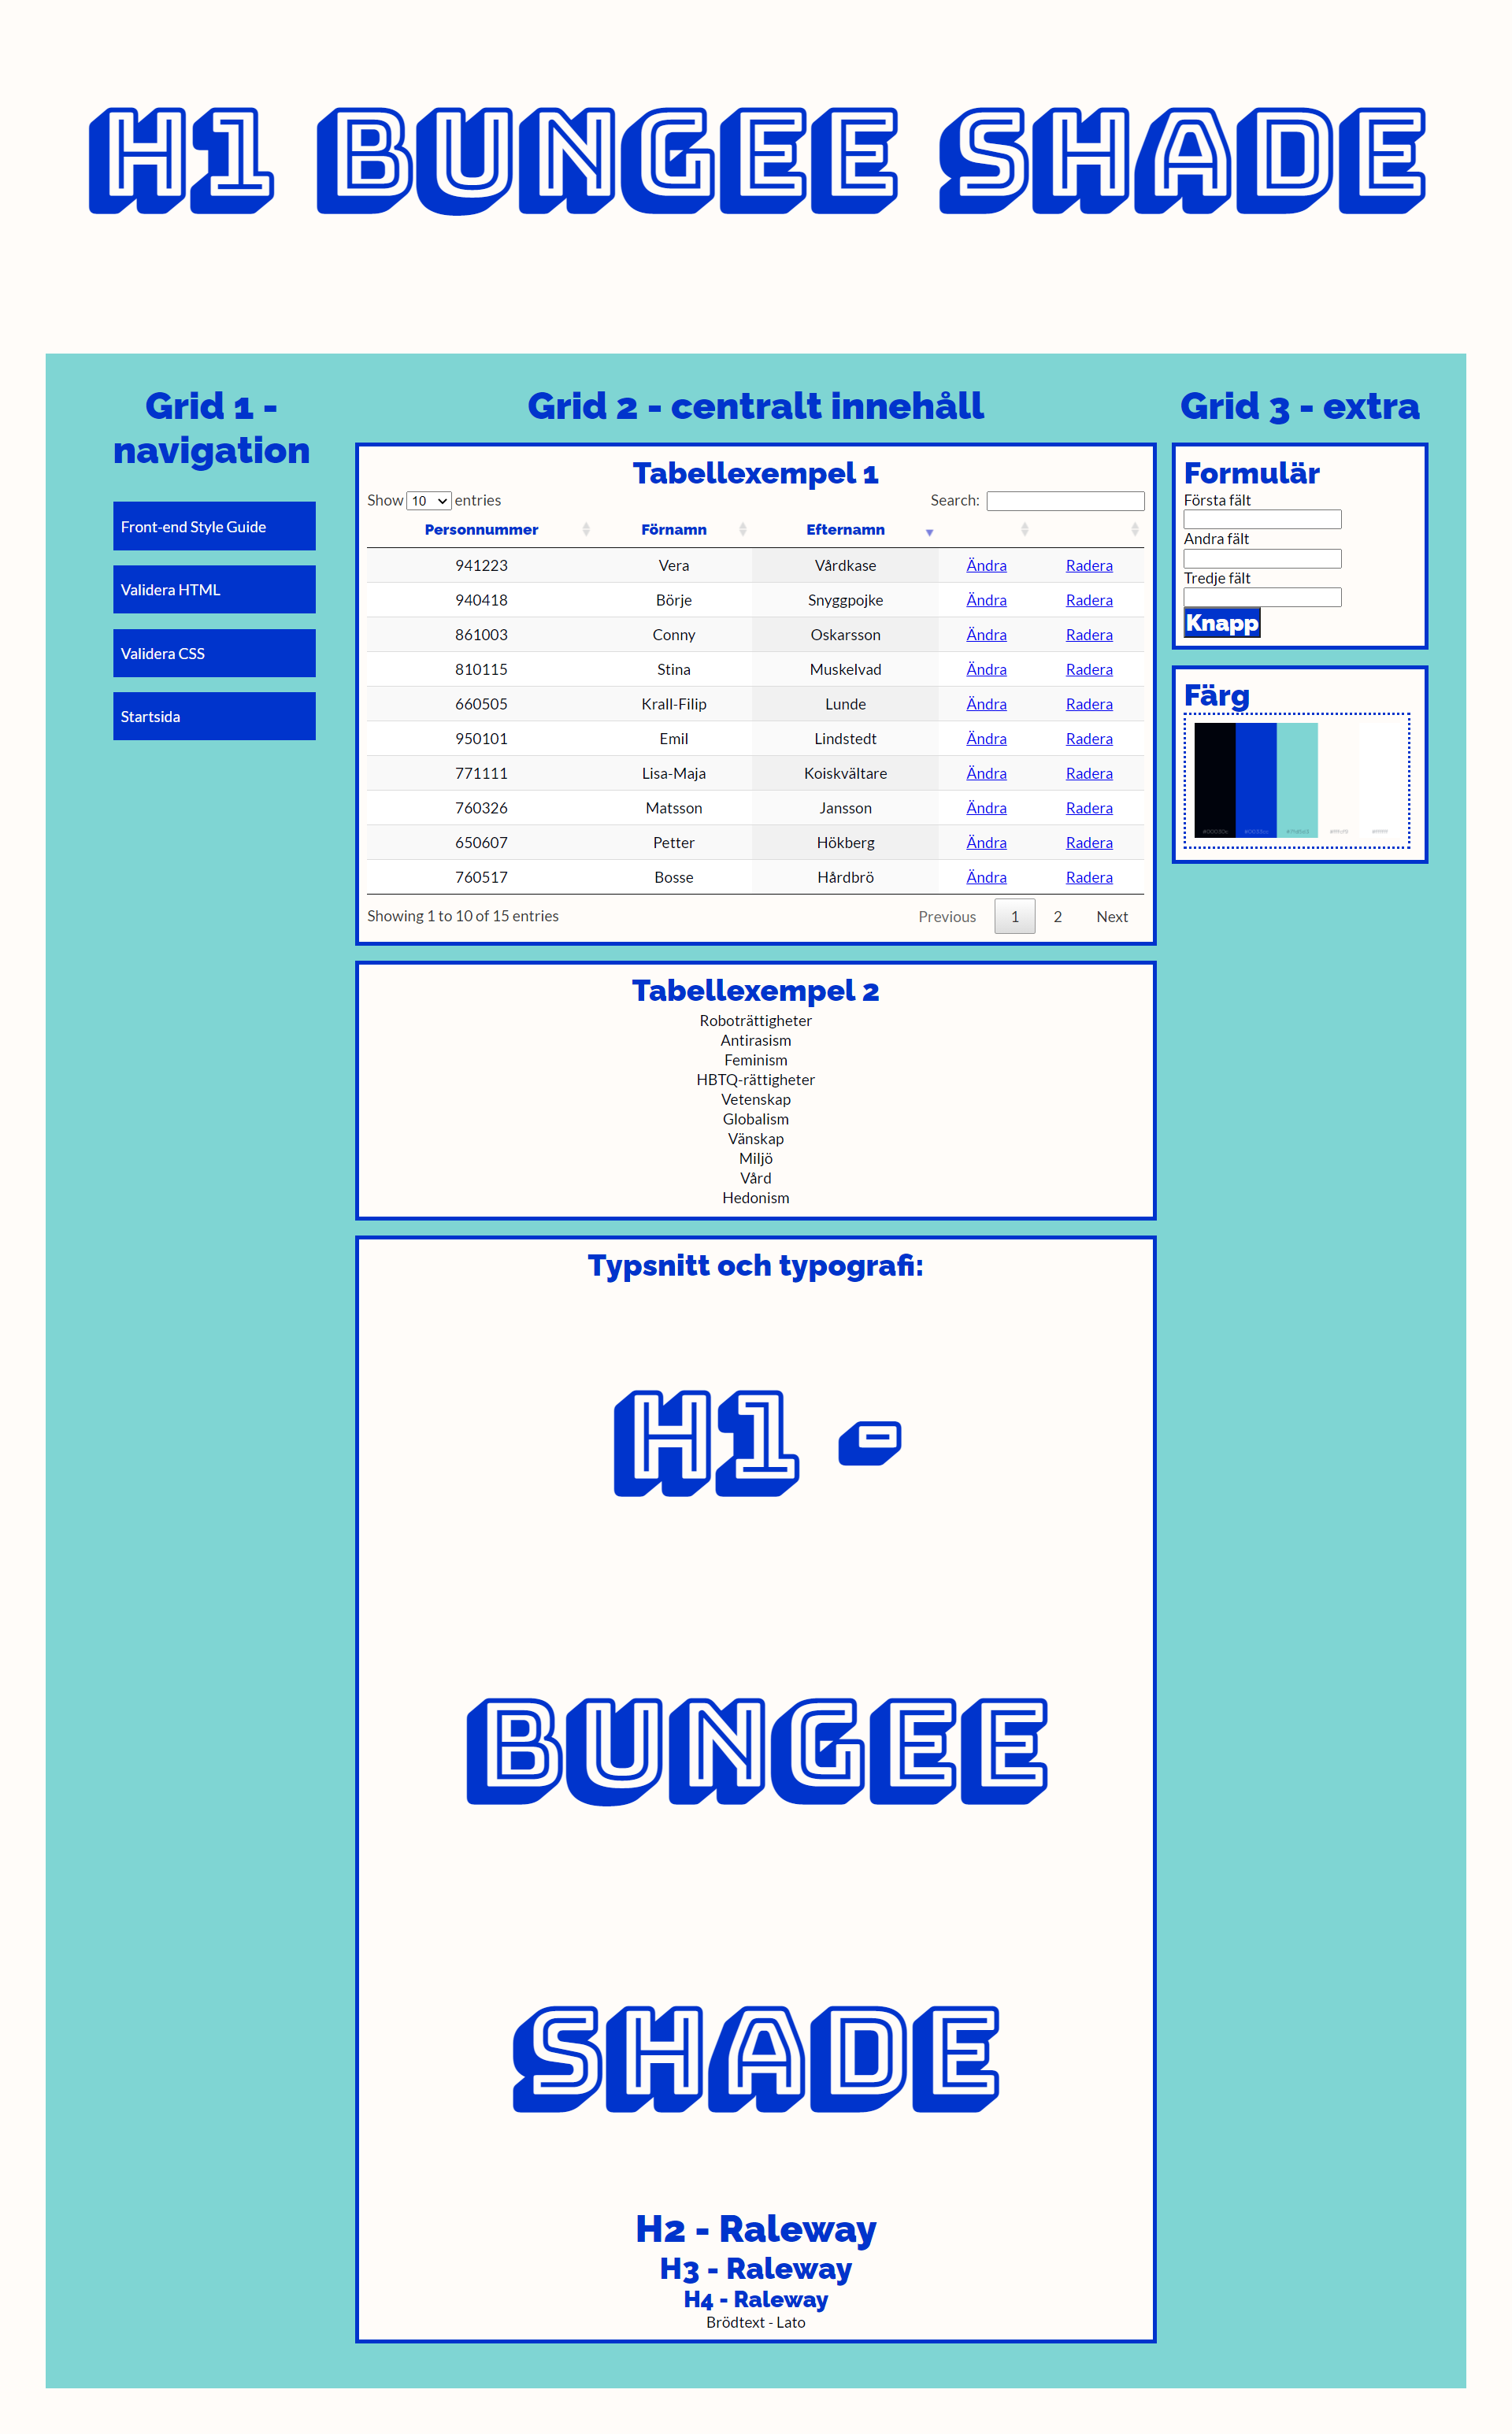 H1 BUNGEE SHADE
Grid 1 -
navigation
Front-end Style Guide
Validera HTML
Validera CSS
Startsida
Grid 2 - centralt innehåll
Tabellexempel 1
Show 10 entries Search:
Personnummer Förnamn Efternamn
941223 Vera Vårdkase Ändra Radera
940418 Börje Snyggpojke Ändra Radera
861003 Conny Oskarsson Ändra Radera
810115 Stina Muskelvad Ändra Radera
660505 Krall-Filip Lunde Ändra Radera
950101 Emil Lindstedt Ändra Radera
771111 Lisa-Maja Koiskvältare Ändra Radera
760326 Matsson Jansson Ändra Radera
650607 Petter Hökberg Ändra Radera
760517 Bosse Hårdbrö Ändra Radera
Showing 1 to 10 of 15 entries Previous 1 2 Next
Tabellexempel 2
Roboträttigheter
Antirasism
Feminism
HBTQ-rättigheter
Vetenskap
Globalism
Vänskap
Miljö
Vård
Hedonism
Typsnitt och typografi:
H1 -
BUNGEE
SHADE
H2 - Raleway
H3 - Raleway
H4 - Raleway
Brödtext - Lato
Grid 3 - extra
Formulär
Första fält
Andra fält
Tredje fält
Knapp
Färg